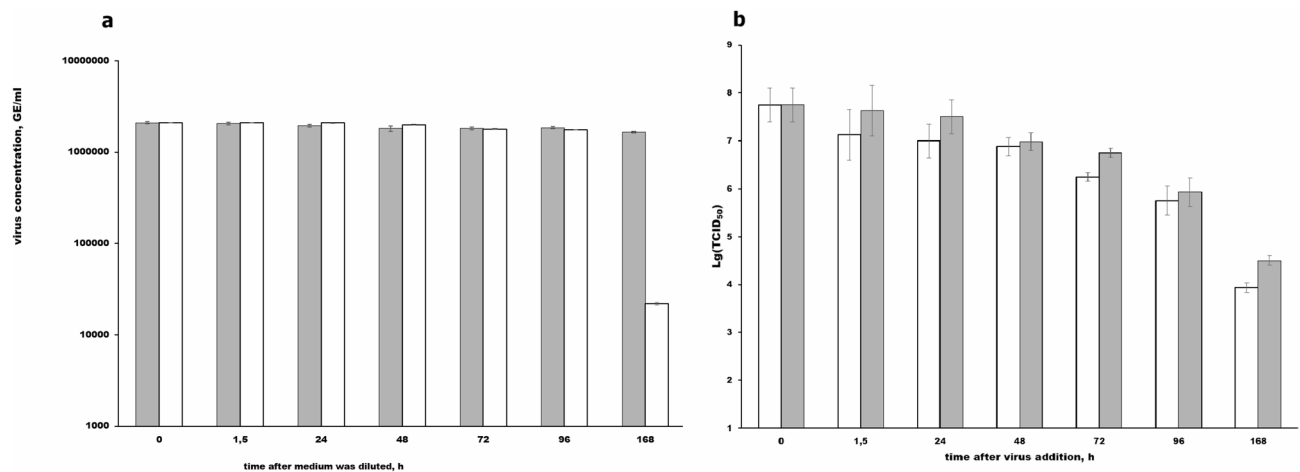 a
virus concentration, GE/ml
10000000
1000000
100000
10000
1000
0 1,5 24 48 72 96 168
time after medium was diluted, h
b
Lg(TCID₅₀)
9
8
7
6
5
4
3
2
1
0 1,5 24 48 72 96 168
time after virus addition, h